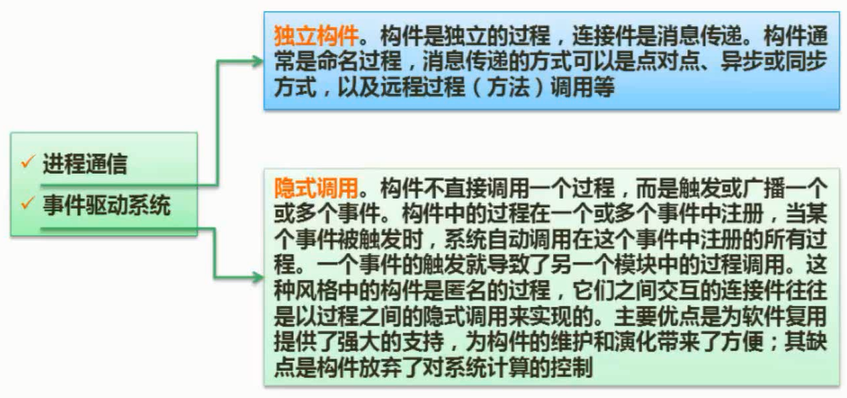 独立构件。构件是独立的过程，连接件是消息传递。构件通
常是命名过程，消息传递的方式可以是点对点、异步或同步
方式，以及远程过程（方法）调用等
进程通信
事件驱动系统
隐式调用。构件不直接调用一个过程，而是触发或广播一个
或多个事件。构件中的过程在一个或多个事件中注册，当某
个事件被触发时，系统自动调用在这个事件中注册的所有过
程。一个事件的触发就导致了另一个模块中的过程调用。这
种风格中的构件是匿名的过程，它们之间交互的连接件往往
是以过程之间的隐式调用来实现的。主要优点是为软件复用
提供了强大的支持，为构件的维护和演化带来了方便；其缺
点是构件放弃了对系统计算的控制